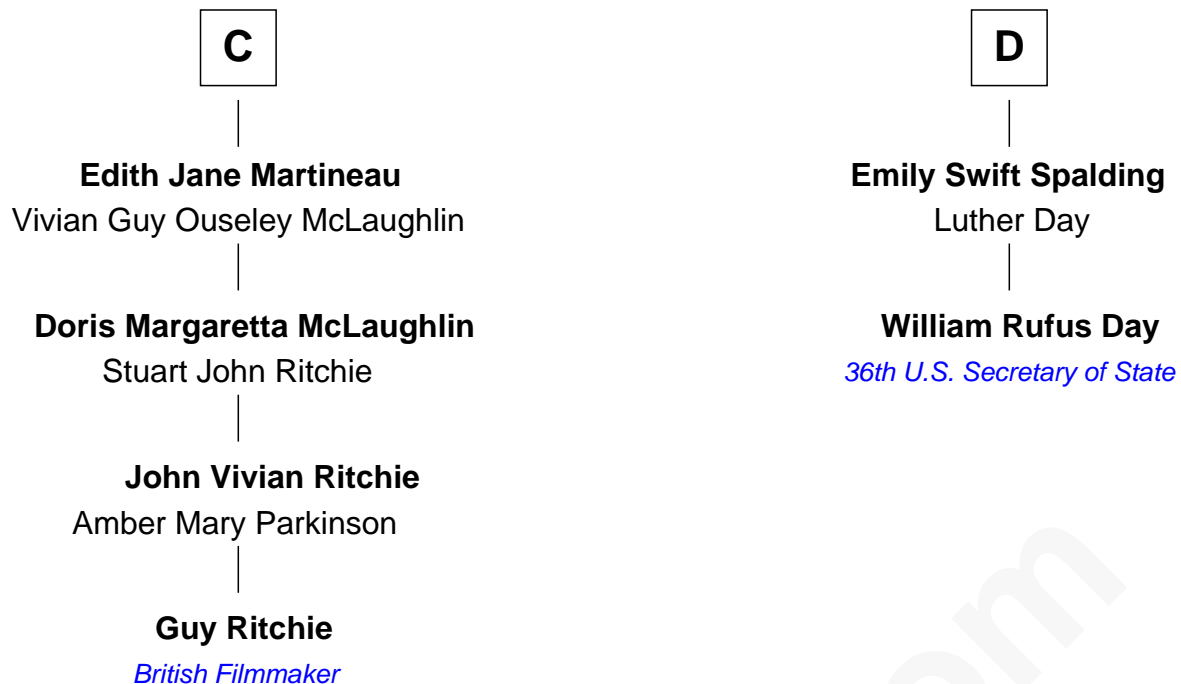 C
Edith Jane Martineau
Vivian Guy Ouseley McLaughlin
Doris Margaretta McLaughlin
Stuart John Ritchie
John Vivian Ritchie
Amber Mary Parkinson
Guy Ritchie
British Filmmaker
D
Emily Swift Spalding
Luther Day
William Rufus Day
36th U.S. Secretary of State
om